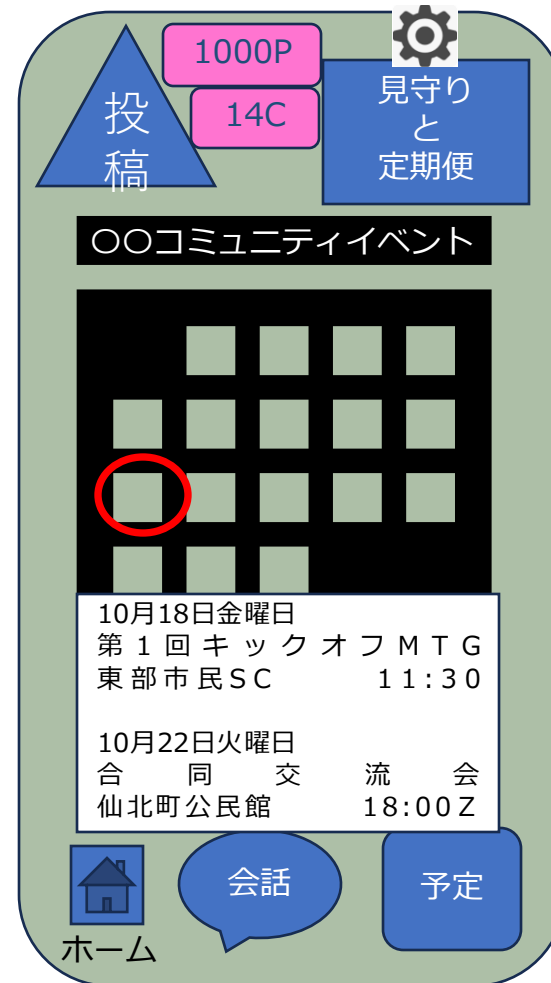 投
稿
1000P
14C
見守り
と
定期便
〇〇コミュニティイベント
10月18日金曜日
第1回キックオフMTG
東部市民SC 11:30
10月22日火曜日
合同交流会
仙北町公民館 18:00Z
ホーム
会話
予定